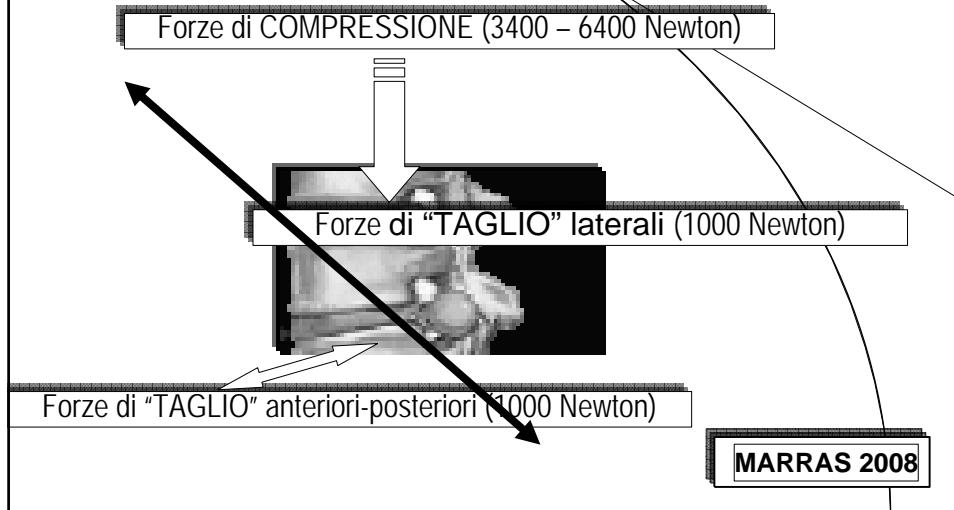 Forze di COMPRESSIONE (3400 – 6400 Newton)
Forze di “TAGLIO” laterali (1000 Newton)
Forze di “TAGLIO” anteriori-posteriori (1000 Newton)
MARRAS 2008